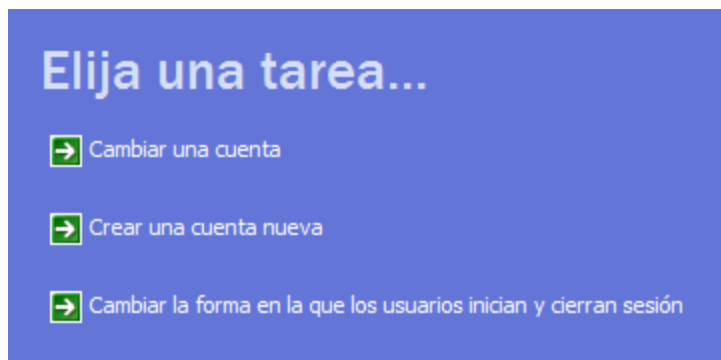 Elija una tarea...
Cambiar una cuenta
Crear una cuenta nueva
Cambiar la forma en la que los usuarios inician y cierran sesión